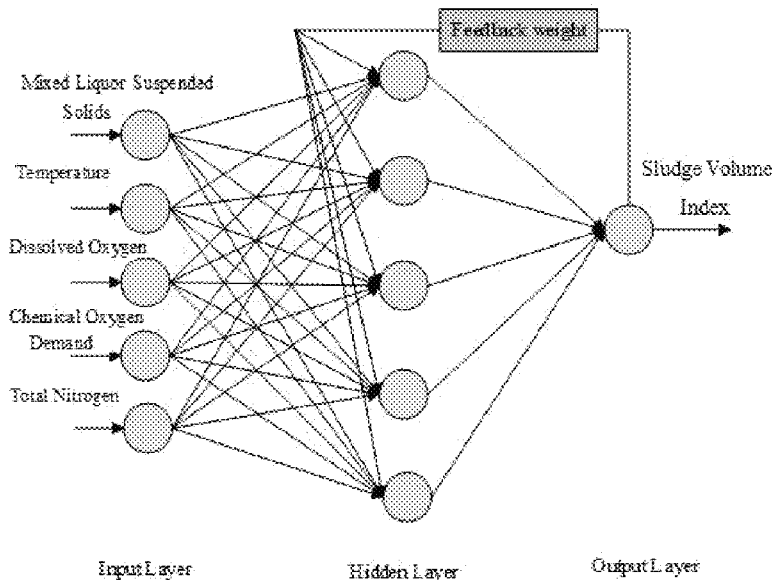 Feedback weight
Mixed Liquor Suspended
Solids
Temperature
Dissolved Oxygen
Chemical Oxygen
Demand
Total Nitrogen
Sludge Volume
Index
Input Layer
Hidden Layer
Output Layer